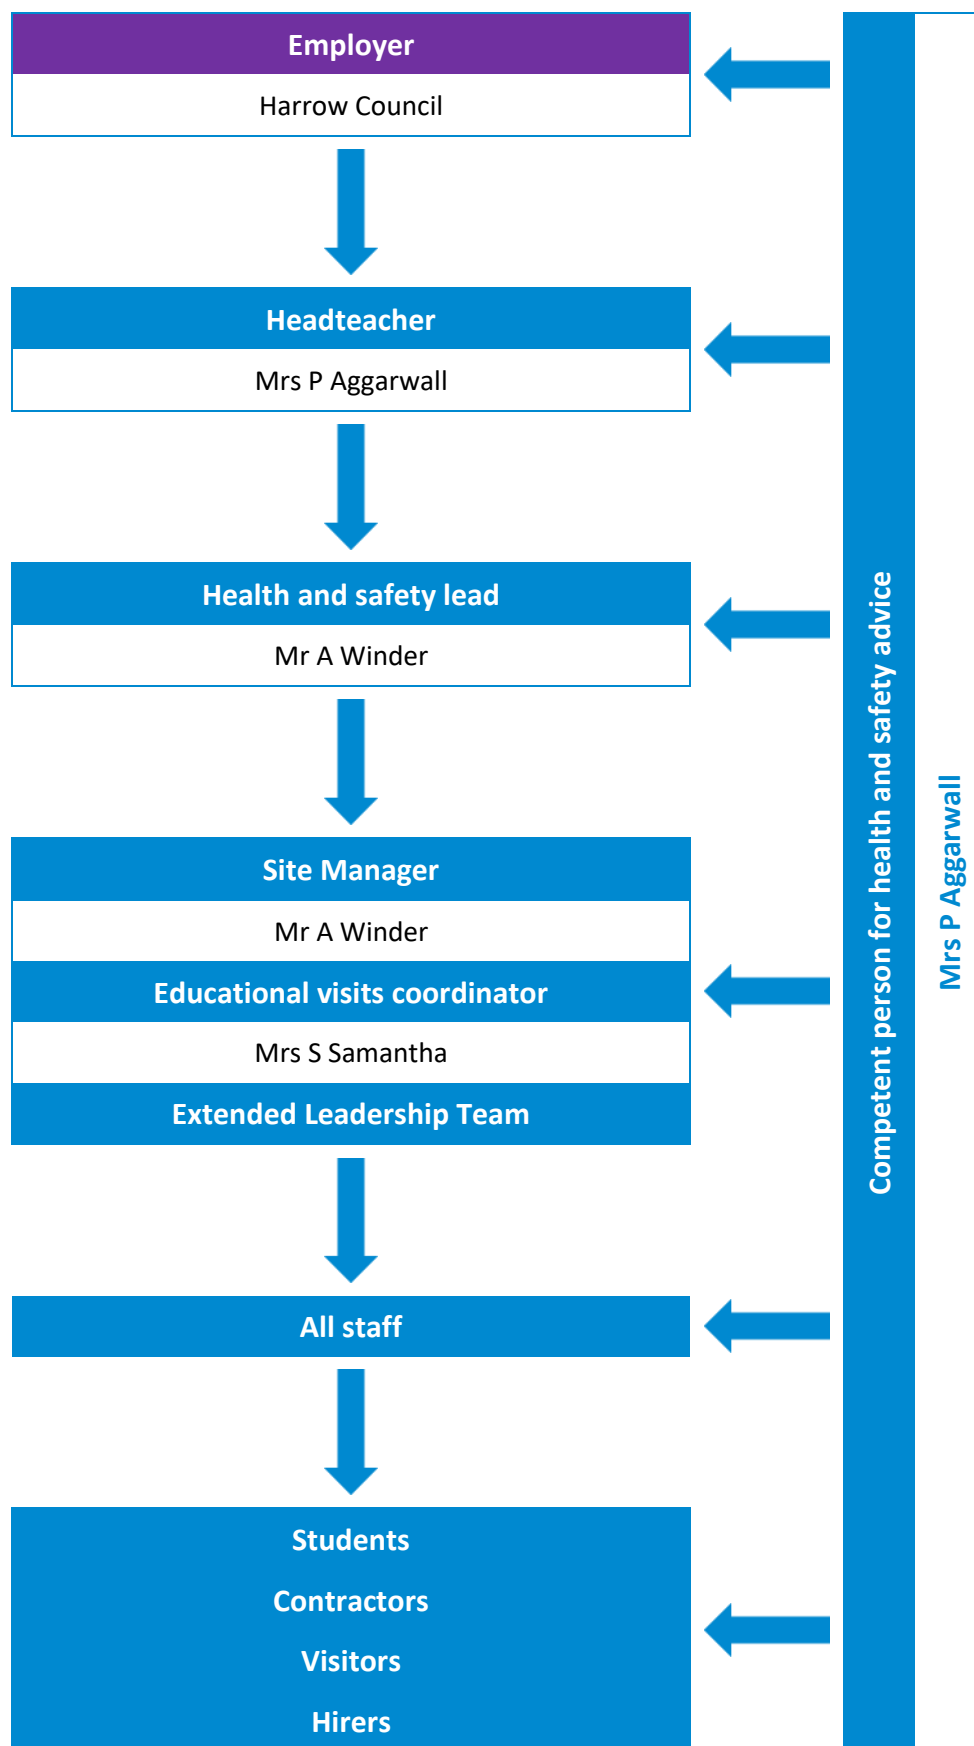 Employer
Harrow Council
Headteacher
Mrs P Aggarwall
Health and safety lead
Mr A Winder
Site Manager
Mr A Winder
Educational visits coordinator
Mrs S Samantha
Extended Leadership Team
All staff
Students
Contractors
Visitors
Hirers
Competent person for health and safety advice
Mrs P Aggarwall